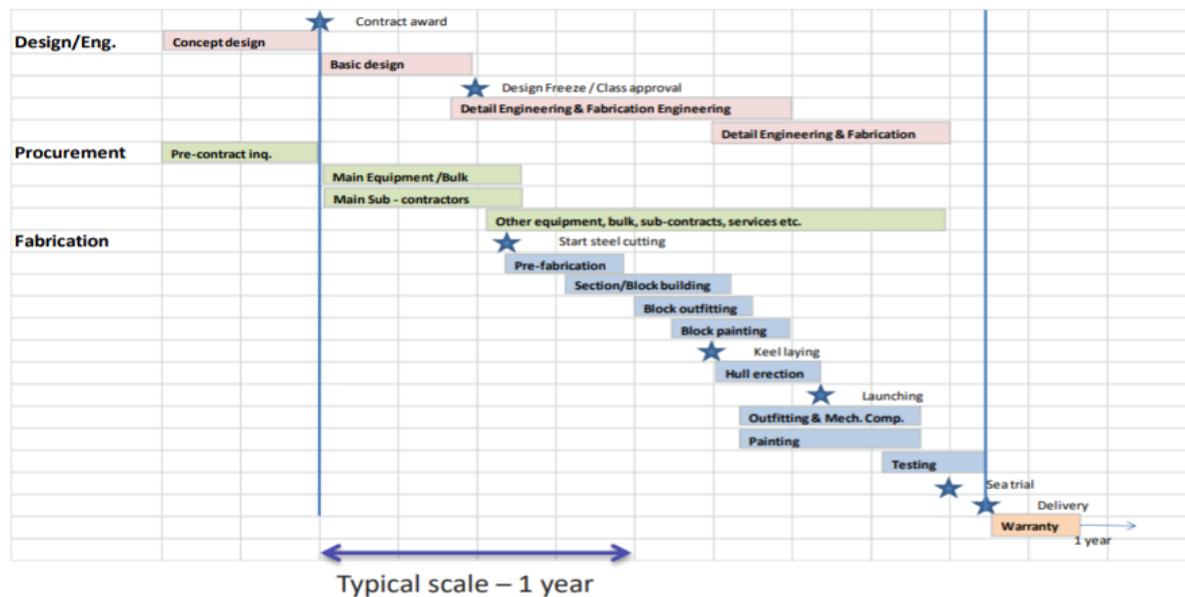 Contract award
Design/Eng.
Concept design
Basic design
Design Freeze / Class approval
Detail Engineering & Fabrication Engineering
Detail Engineering & Fabrication
Procurement
Pre-contract inq.
Main Equipment /Bulk
Main Sub - contractors
Other equipment, bulk, sub-contracts, services etc.
Fabrication
Start steel cutting
Pre-fabrication
Section/Block building
Block outfitting
Block painting
Keel laying
Hull erection
Launching
Outfitting & Mech. Comp.
Painting
Testing
Sea trial
Delivery
Warranty
1 year
Typical scale – 1 year